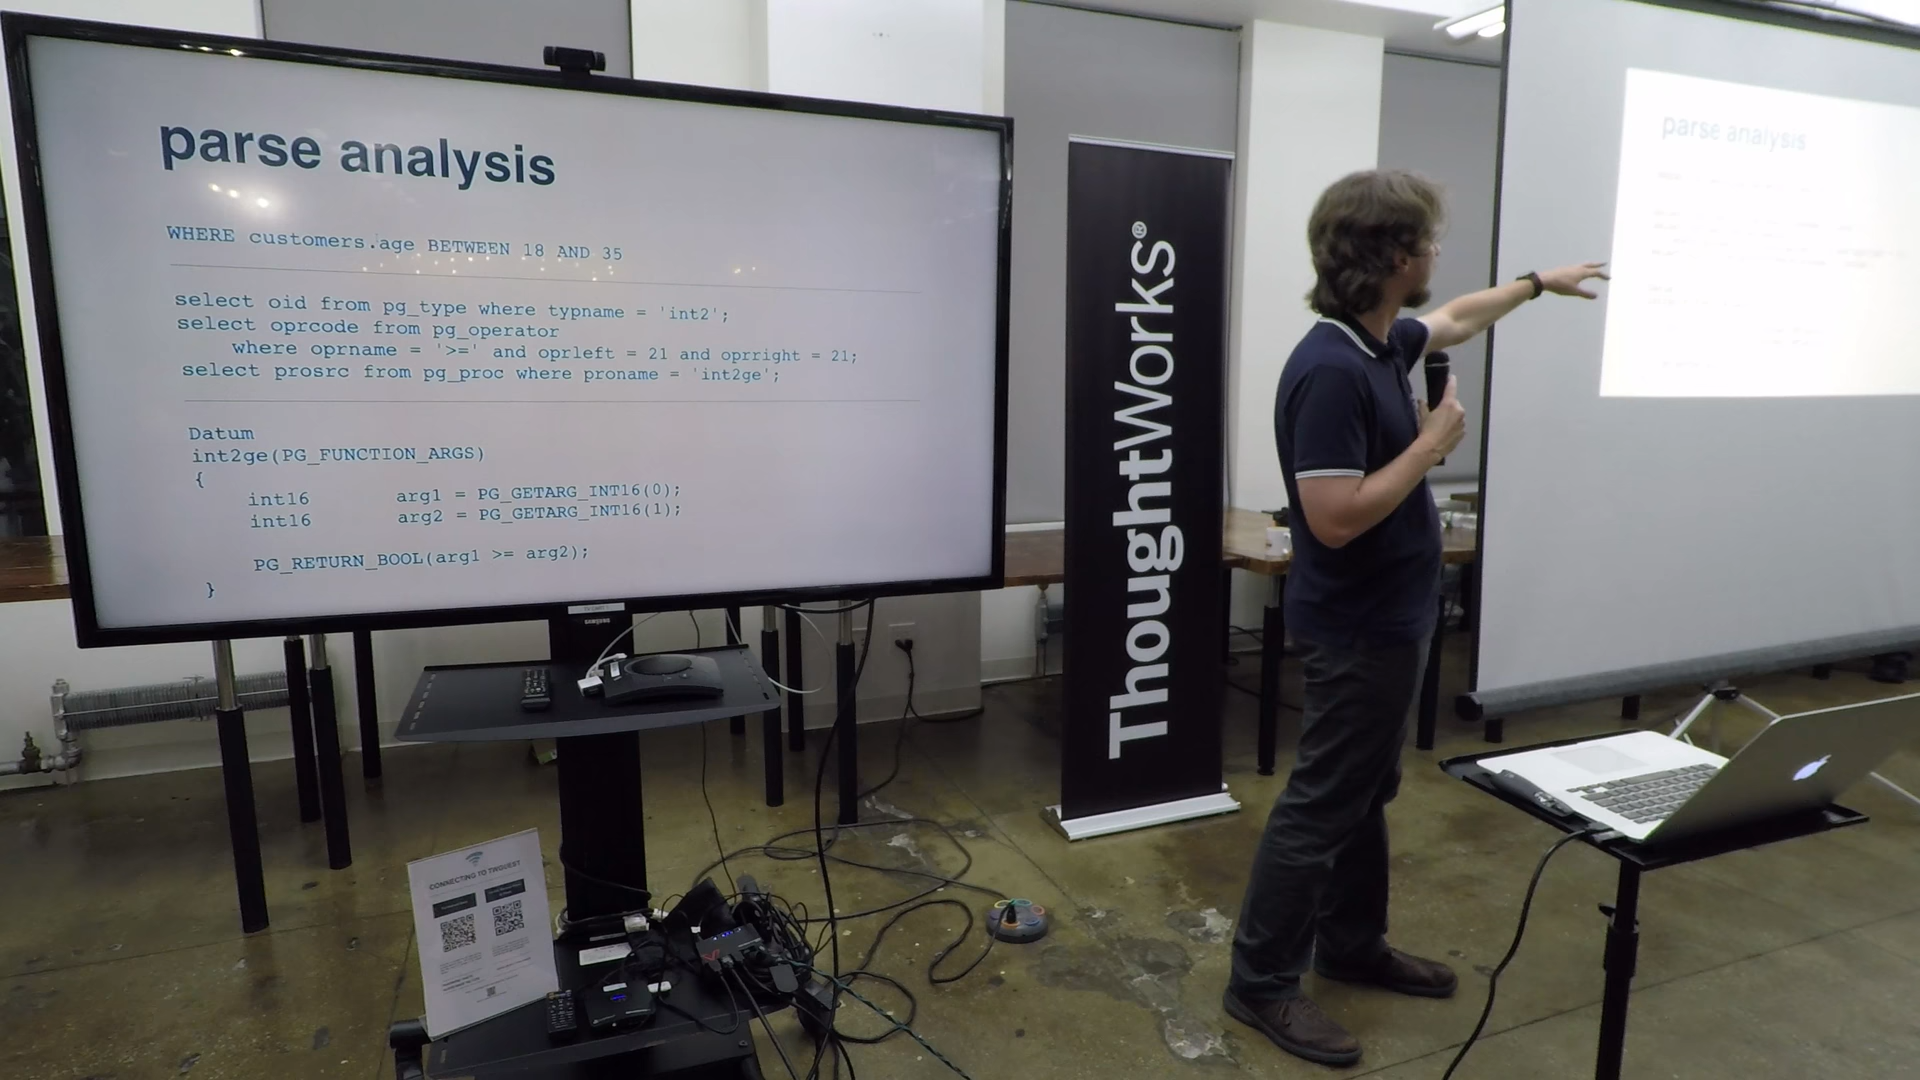 parse analysis
WHERE customers.age BETWEEN 18 AND 35
select oid from pg_type where typname = 'int2';
select oprcode from pg_operator
where oprname = '>=' and oprleft = 21 and oprright = 21;
select prosrc from pg_proc where proname = 'int2ge';
Datum
int2ge(PG_FUNCTION_ARGS)
{
int16 arg1 = PG_GETARG_INT16(0);
int16 arg2 = PG_GETARG_INT16(1);
PG_RETURN_BOOL(arg1 >= arg2);
}
SAMSUNG
ThoughtWorks®
parse analysis
CONNECTING TO TWGUEST